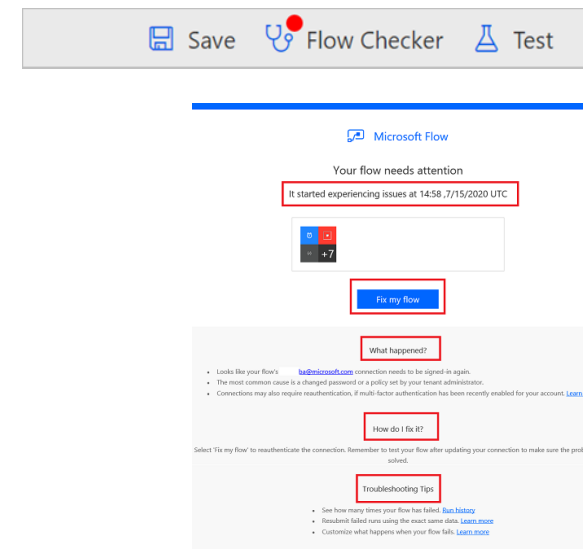 Save Flow Checker Test
Microsoft Flow
Your flow needs attention
It started experiencing issues at 14:58 ,7/15/2020 UTC
+7
Fix my flow
What happened?
Looks like your flow's ba@microsoft.com connection needs to be signed-in again.
The most common cause is a changed password or a policy set by your tenant administrator.
Connections may also require reauthentication, if multi-factor authentication has been recently enabled for your account. Learn
How do I fix it?
Select 'Fix my flow' to reauthenticate the connection. Remember to test your flow after updating your connection to make sure the prob
solved.
Troubleshooting Tips
See how many times your flow has failed. Run history
Resubmit failed runs using the exact same data. Learn more
Customize what happens when your flow fails. Learn more